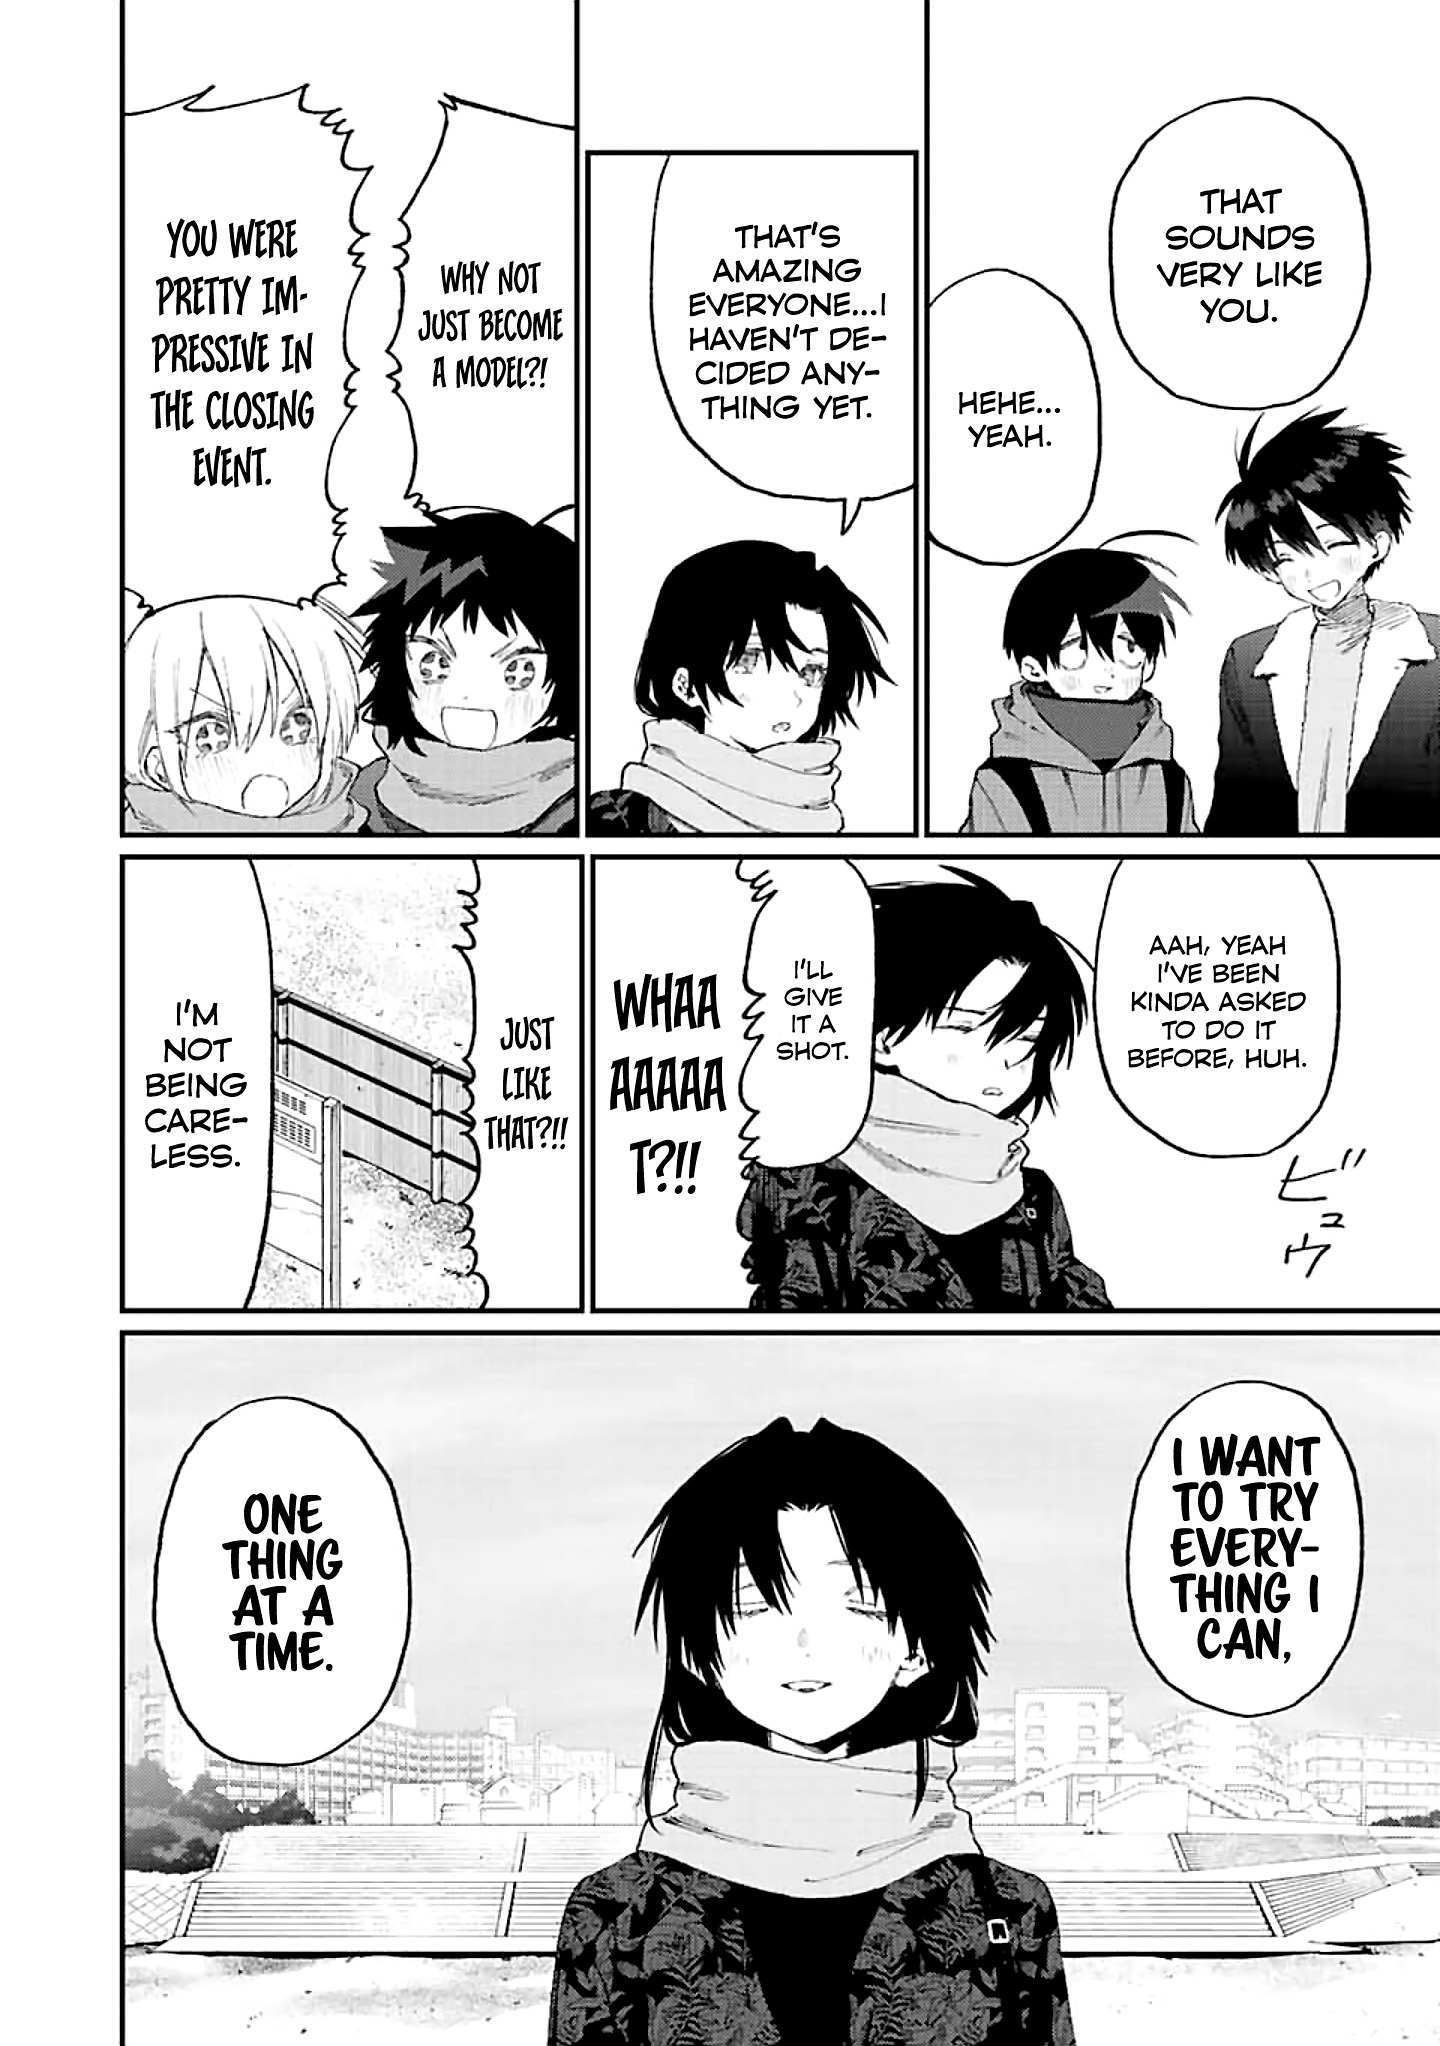 THAT
SOUNDS
VERY LIKE
YOU.
HEHE...
YEAH.
THAT'S
AMAZING
EVERYONE...I
HAVEN'T DE-
CIDED ANY-
THING YET.
WHY NOT
JUST BECOME
A MODEL?!
YOU WERE
PRETTY IM-
PRESSIVE IN
THE CLOSING
EVENT.
AAH, YEAH
I'VE BEEN
KINDA ASKED
TO DO IT
BEFORE, HUH.
ビュウ
I'LL
GIVE
IT A
SHOT.
WHAA
AAAAA
T?!!
JUST
LIKE
THAT?!!
I'M
NOT
BEING
CARE-
LESS.
I WANT
TO TRY
EVERY-
THING I
CAN,
ONE
THING
AT A
TIME.